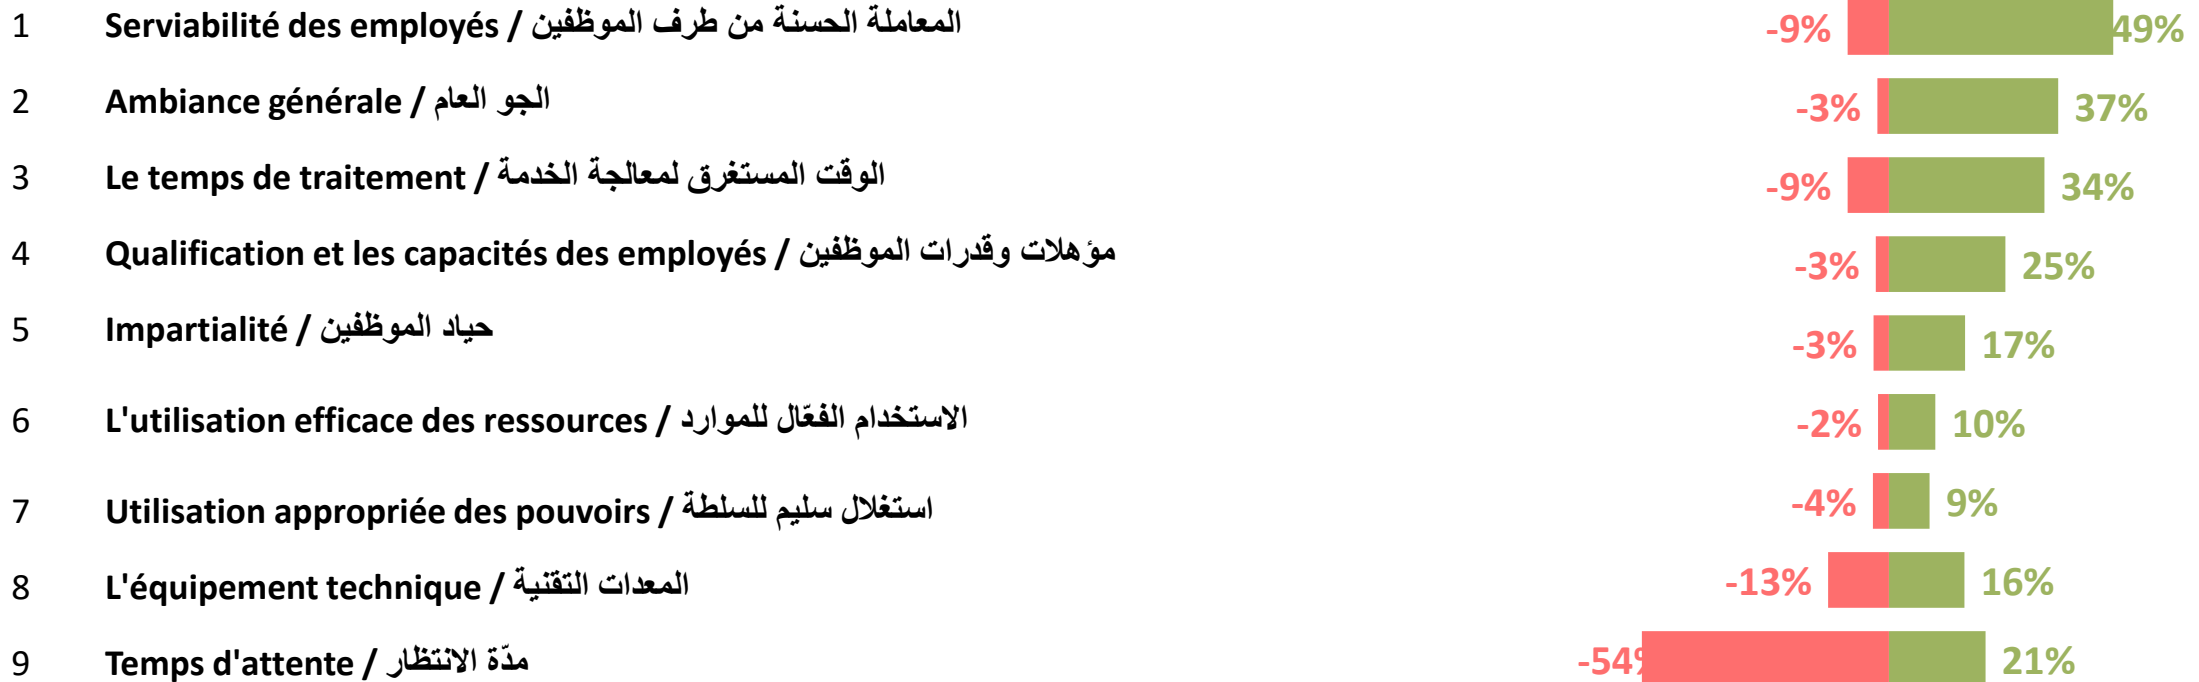 1 Serviabilité des employés / المعاملة الحسنة من طرف الموظفين -9% 49%
2 Ambiance générale / الجو العام -3% 37%
3 Le temps de traitement / الوقت المستغرق لمعالجة الخدمة -9% 34%
4 Qualification et les capacités des employés / مؤهلات وقدرات الموظفين -3% 25%
5 Impartialité / حياد الموظفين -3% 17%
6 L'utilisation efficace des ressources / الاستخدام الفعّال للموارد -2% 10%
7 Utilisation appropriée des pouvoirs / استغلال سليم للسلطة -4% 9%
8 L'équipement technique / المعدات التقنية -13% 16%
9 Temps d'attente / مدّة الانتظار -54% 21%